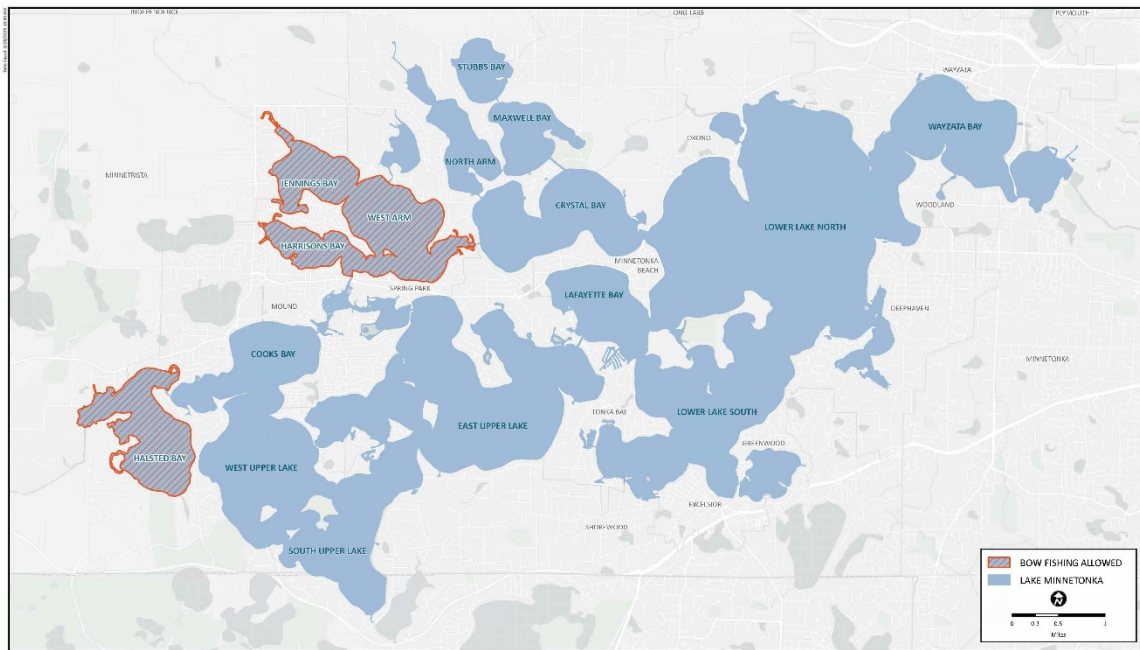 INDEPENDENCE
LONG LAKE
PLYMOUTH
STUBBS BAY
WAYZATA
MAXWELL BAY
WAYZATA BAY
ORONO
NORTH ARM
MINNETRISTA
JENNINGS BAY
CRYSTAL BAY
WOODLAND
WEST ARM
LOWER LAKE NORTH
HARRISONS BAY
MINNETONKA
BEACH
SPRING PARK
LAFAYETTE BAY
MOUND
DEEPHAVEN
COOKS BAY
MINNETONKA
TONKA BAY
LOWER LAKE SOUTH
EAST UPPER LAKE
GREENWOOD
HALSTED BAY
WEST UPPER LAKE
EXCELSIOR
SHOREWOOD
SOUTH UPPER LAKE
BOW FISHING ALLOWED
LAKE MINNETONKA
N
0 0.5 1
Miles